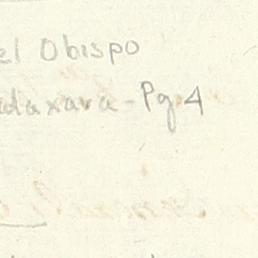 el Obispo
adaxara - Pg 4